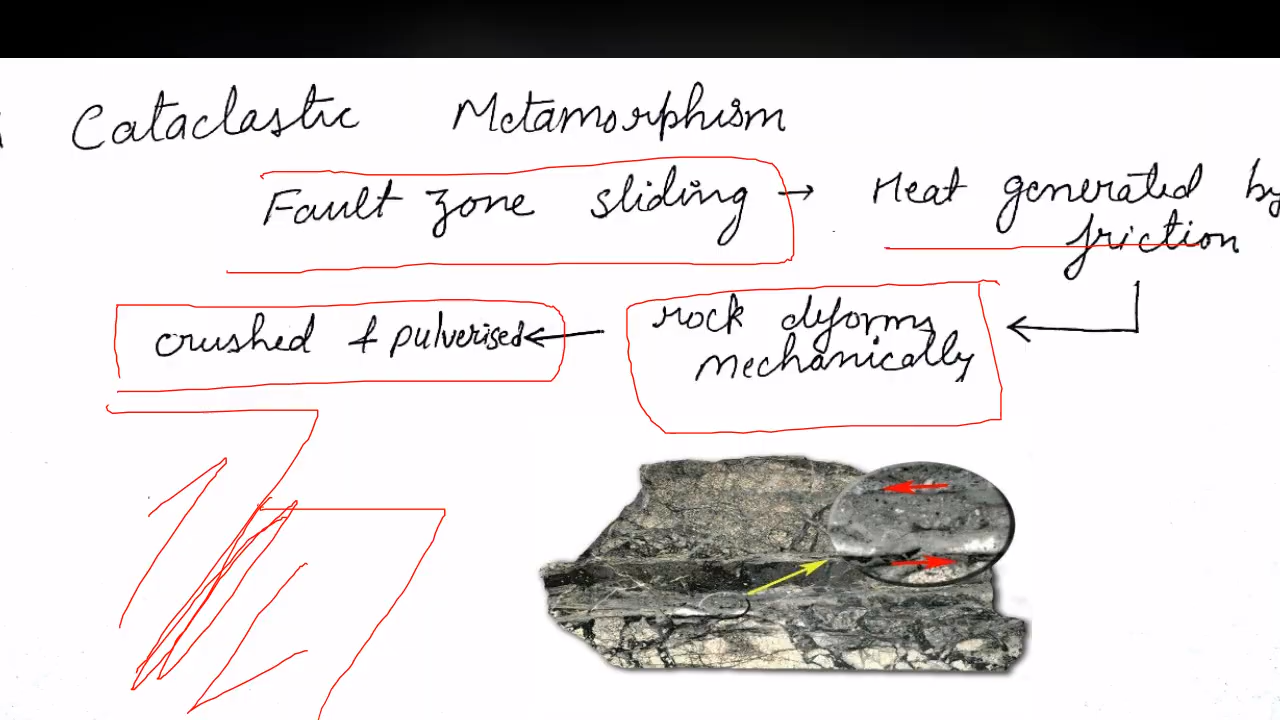 Cataclastic Metamorphism
Fault zone sliding → Heat generated by
friction
rock deforms
mechanically
crushed & pulverised